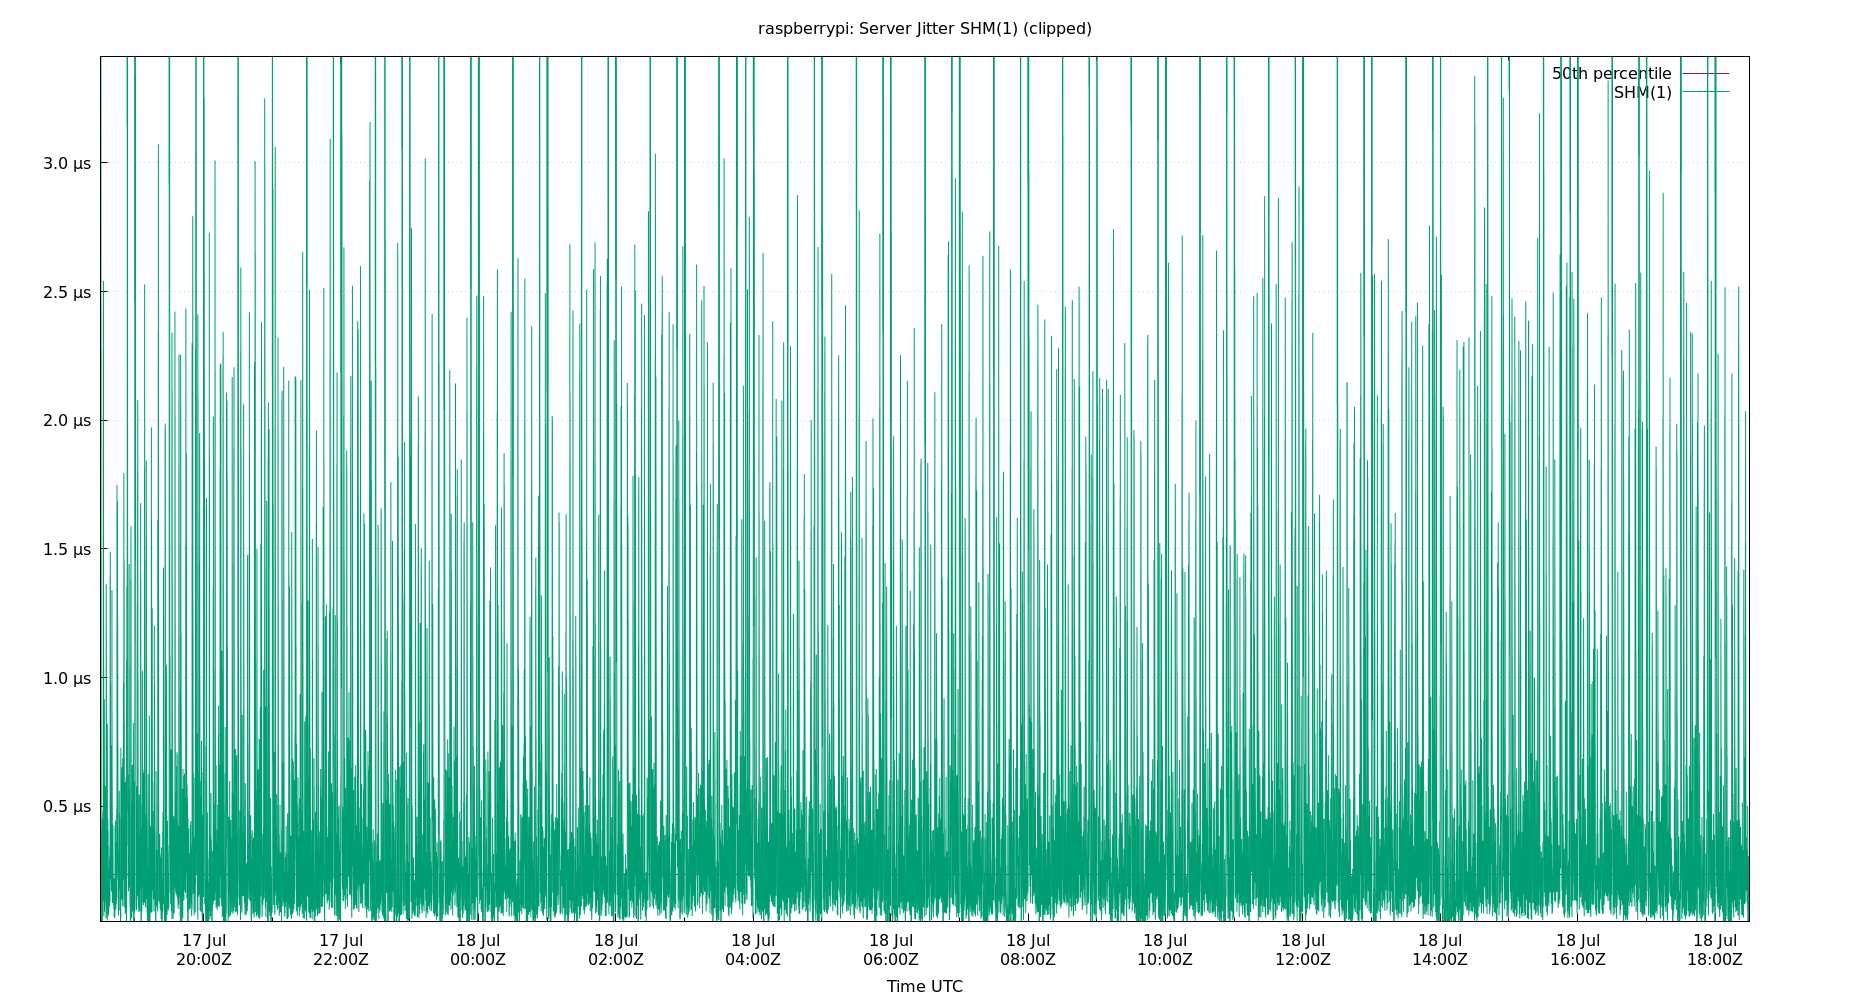 raspberrypi: Server Jitter SHM(1) (clipped)
50th percentile
SHM(1)
3.0 µs
2.5 µs
2.0 µs
1.5 µs
1.0 µs
0.5 µs
17 Jul 17 Jul 18 Jul 18 Jul 18 Jul 18 Jul 18 Jul 18 Jul 18 Jul 18 Jul 18 Jul 18 Jul
20:00Z 22:00Z 00:00Z 02:00Z 04:00Z 06:00Z 08:00Z 10:00Z 12:00Z 14:00Z 16:00Z 18:00Z
Time UTC